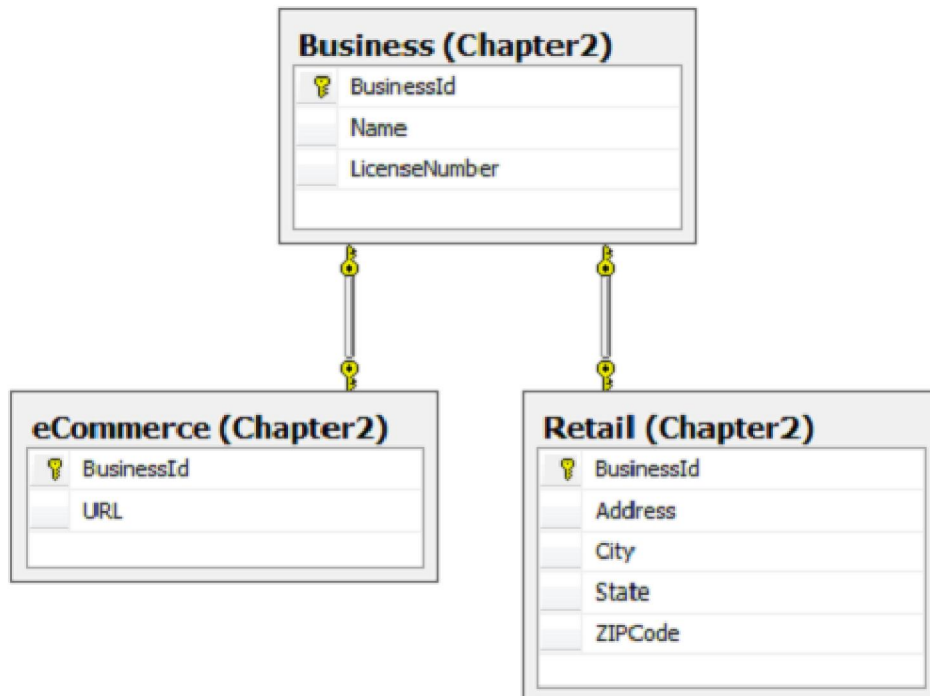 Business (Chapter2)
BusinessId
Name
LicenseNumber
eCommerce (Chapter2)
BusinessId
URL
Retail (Chapter2)
BusinessId
Address
City
State
ZIPCode